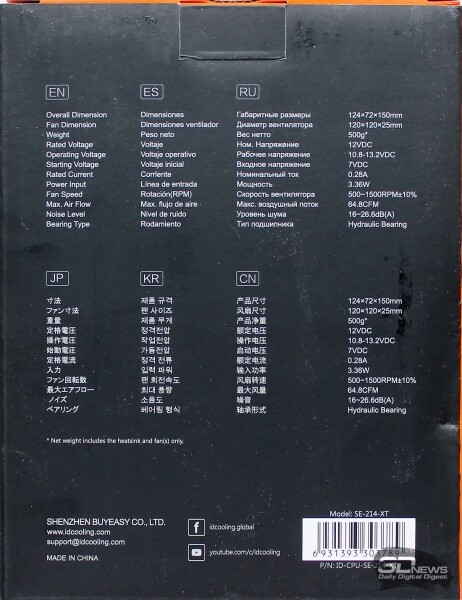 EN ES RU
Overall Dimension Dimensiones Габаритные размеры 124×72×150mm
Fan Dimension Dimensiones ventilador Диаметр вентилятора 120×120×25mm
Weight Peso neto Вес нетто 500g*
Rated Voltage Voltaje Ном. Напряжение 12VDC
Operating Voltage Voltaje operativo Рабочее напряжение 10.8-13.2VDC
Starting Voltage Voltaje inicial Напряжение включения 7VDC
Rated Current Corriente Номинальный ток 0.28A
Power Input Línea de entrada Мощность 3.36W
Fan Speed Rotación(RPM) Скорость вентилятора 500~1500RPM±10%
Max. Air Flow Max. flujo de aire Макс. воздушный поток 64.8CFM
Noise Level Nivel de ruido Уровень шума 16~26.6dB(A)
Bearing Type Rodamiento Тип подшипника Hydraulic Bearing
JP KR CN
寸法 제품 규격 产品尺寸 124×72×150mm
ファン寸法 팬 사이즈 风扇尺寸 120×120×25mm
重量 제품 무게 产品净重 500g*
定格電圧 정격전압 额定电压 12VDC
操作電圧 작업전압 操作电压 10.8-13.2VDC
始動電圧 가동전압 启动电压 7VDC
定格電流 정격 전류 额定电流 0.28A
入力 입력 파워 输入功率 3.36W
ファン回転数 팬 회전속도 风扇转速 500~1500RPM±10%
最大エアフロー 최대 풍량 最大风量 64.8CFM
ノイズ 소음도 噪音 16~26.6dB(A)
ベアリング 베어링 형식 轴承形式 Hydraulic Bearing
* Net weight includes the heatsink and fan(s) only.
SHENZHEN BUYEASY CO., LTD.
www.idcooling.com
support@idcooling.com
MADE IN CHINA
idcooling.global
youtube.com/c/idcooling
Model: SE-214-XT
6 931393 303789
P/N: ID-CPU-SE-214-XT
3DNEWS
Daily Digital Digest